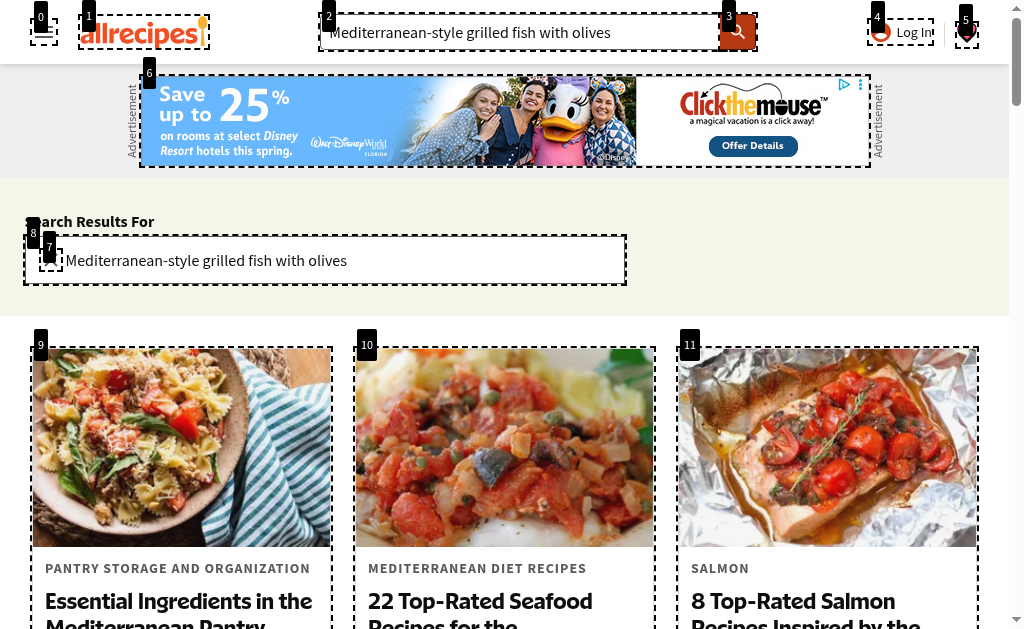 0
1
2
3
4
5
allrecipes
Mediterranean-style grilled fish with olives
Log In
6
Advertisement
Save up to 25%
on rooms at select Disney
Resort hotels this spring.
Walt Disney World
FLORIDA
©Disney
Clickthemouse™
a magical vacation is a click away!
Offer Details
Advertisement
Search Results For
8
7
Mediterranean-style grilled fish with olives
9
10
11
PANTRY STORAGE AND ORGANIZATION
Essential Ingredients in the
Mediterranean Pantry
MEDITERRANEAN DIET RECIPES
22 Top-Rated Seafood
Recipes for the
SALMON
8 Top-Rated Salmon
Recipes Inspired by the